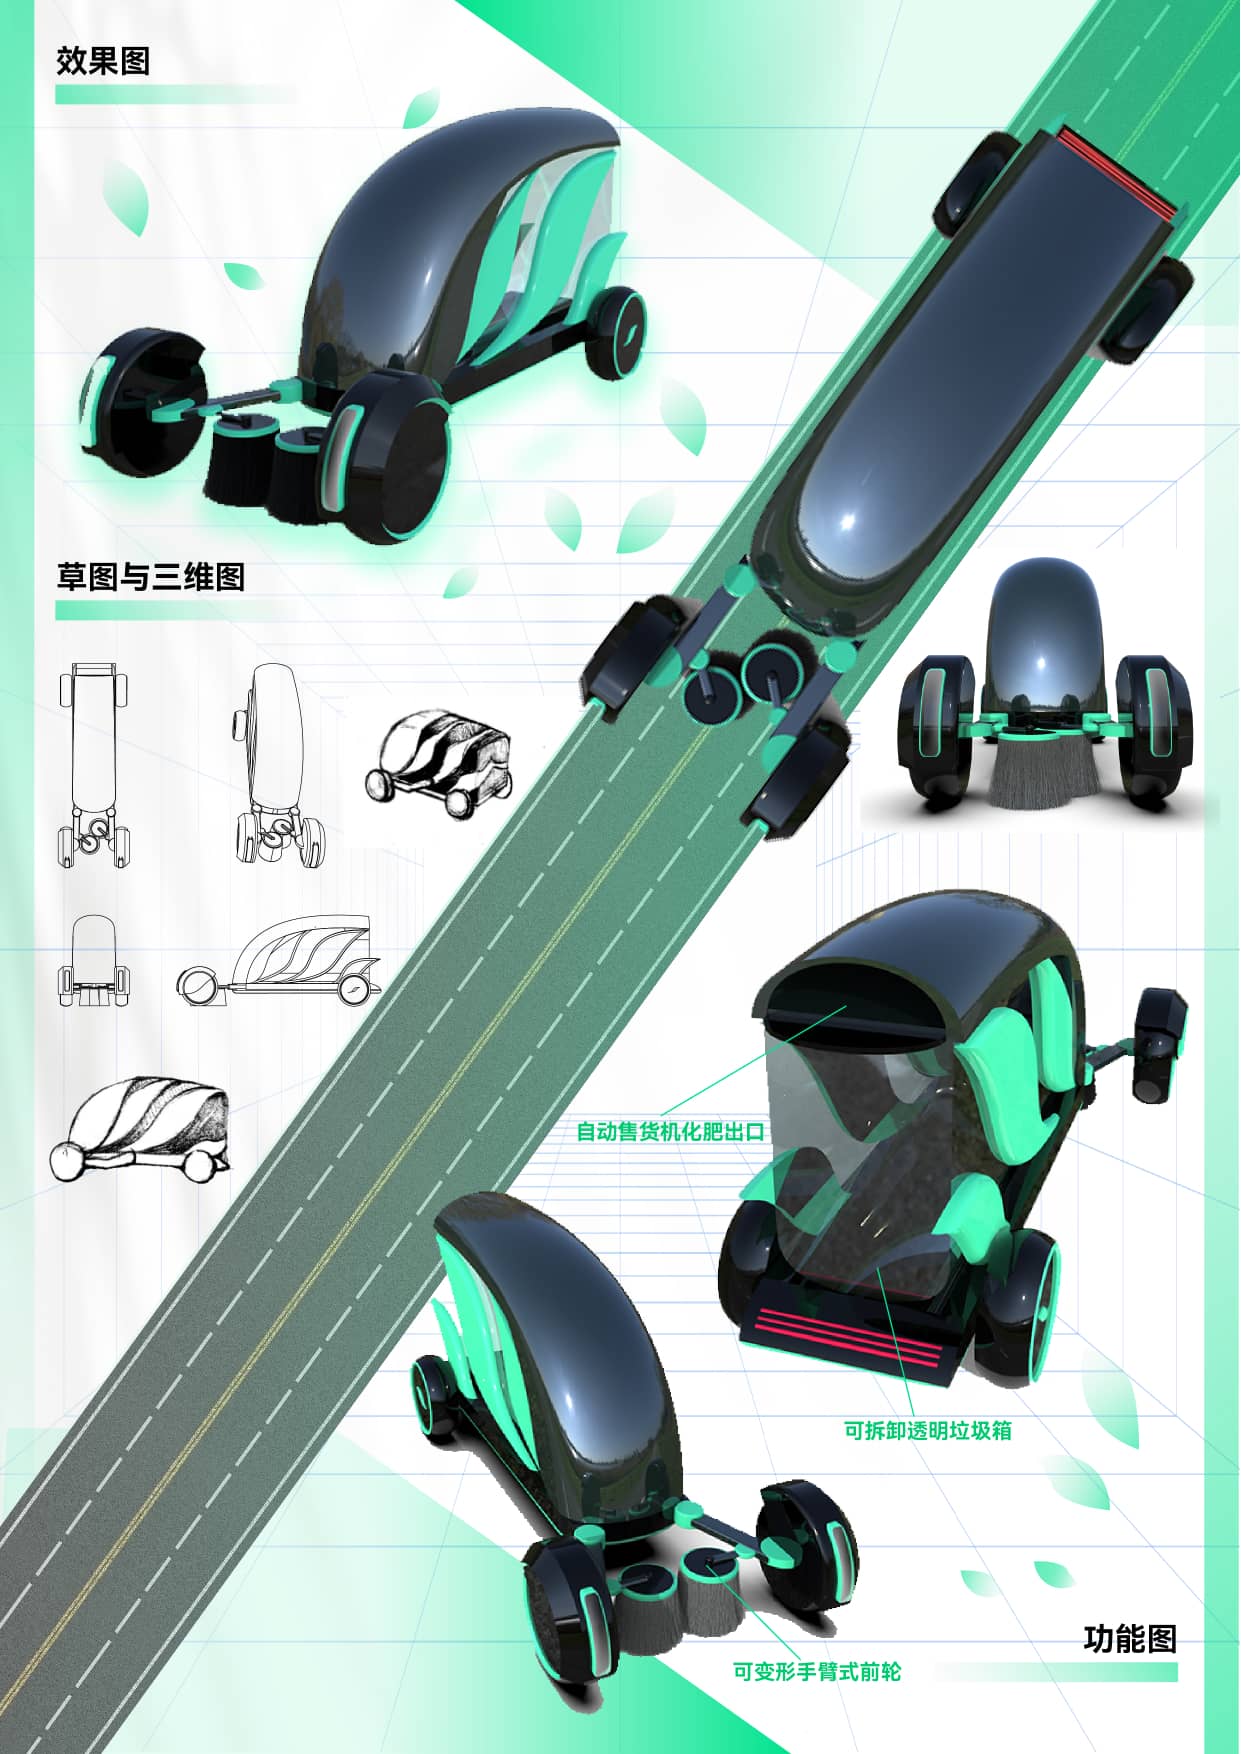 效果图
草图与三维图
自动售货机化肥出口
可拆卸透明垃圾箱
功能图
可变形手臂式前轮